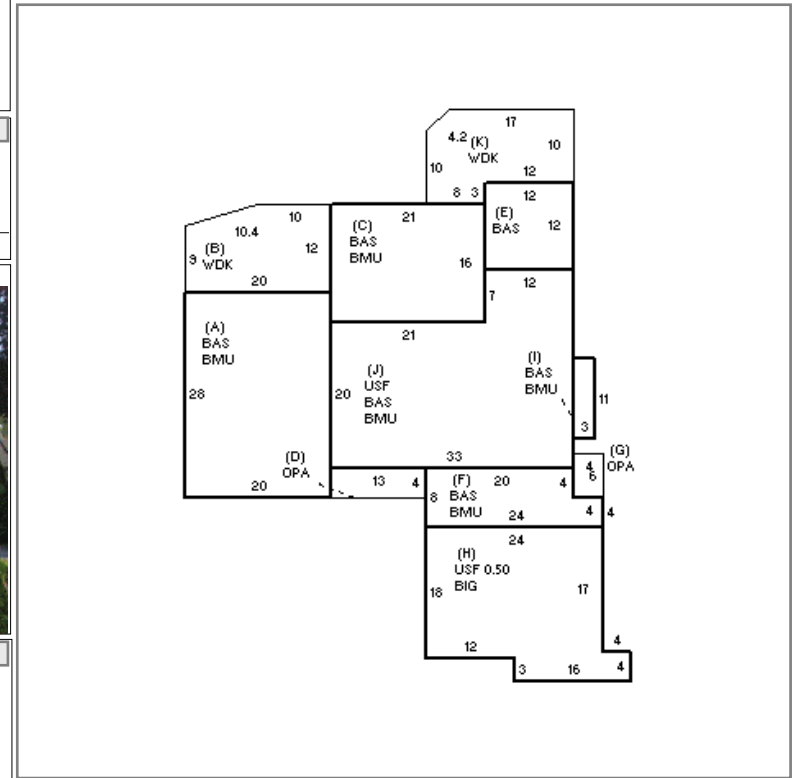 17
4.2 (K)
WDK
10
10
12
8 3
12
(E)
BAS
12
10
10.4
(B)
WDK
12
9
20
21
(C)
BAS
BMU
16
12
7
21
(A)
BAS
BMU
28
20
(J)
USF
BAS
BMU
20
(I)
BAS
BMU
11
3
33
(D)
OPA
13 4
(F)
BAS
BMU
20
4
8
24
4
(G)
OPA
4
6
4
24
(H)
USF 0.50
BIG
18
17
12
3
16
4
4